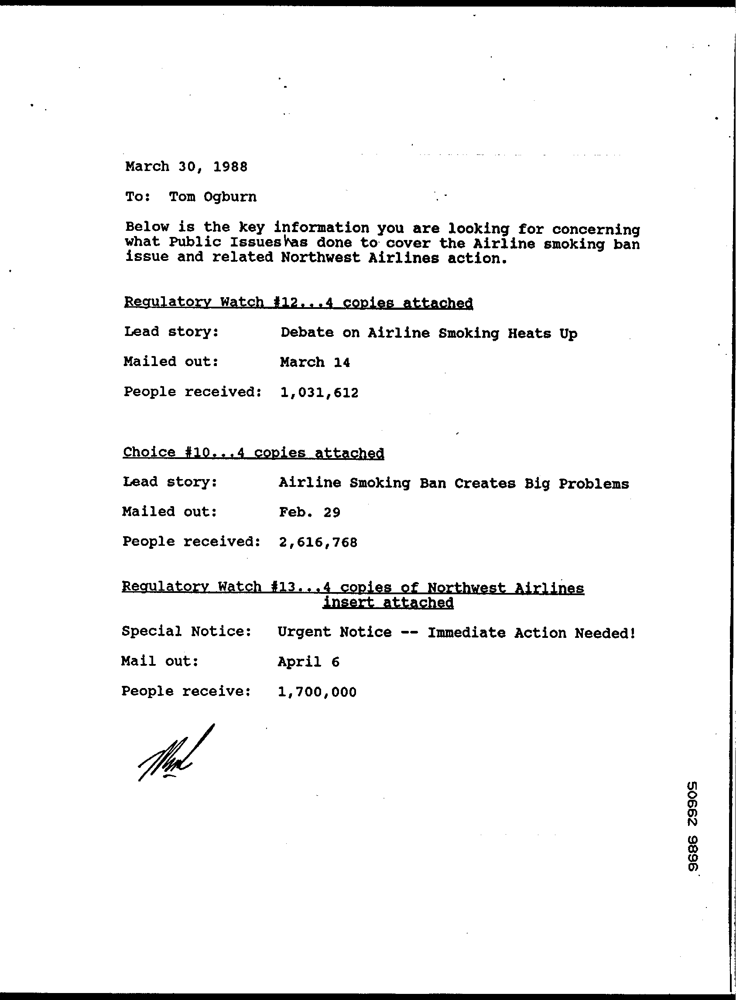 March 30, 1988
To: Tom Ogburn
Below is the key information you are looking for concerning
what Public Issues has done to cover the Airline smoking ban
issue and related Northwest Airlines action.
Regulatory Watch #12...4 copies attached
Lead story: Debate on Airline Smoking Heats Up
Mailed out: March 14
People received: 1,031,612
Choice #10...4 copies attached
Lead story: Airline Smoking Ban Creates Big Problems
Mailed out: Feb. 29
People received: 2,616,768
Regulatory Watch #13...4 copies of Northwest Airlines
insert attached
Special Notice: Urgent Notice -- Immediate Action Needed!
Mail out: April 6
People receive: 1,700,000
50662 9896